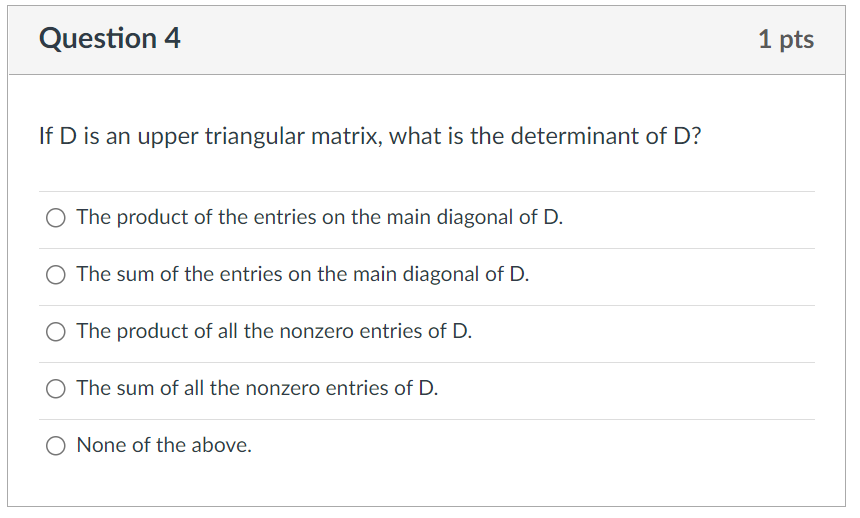 Question 4
1 pts
If D is an upper triangular matrix, what is the determinant of D?
The product of the entries on the main diagonal of D.
The sum of the entries on the main diagonal of D.
The product of all the nonzero entries of D.
The sum of all the nonzero entries of D.
None of the above.